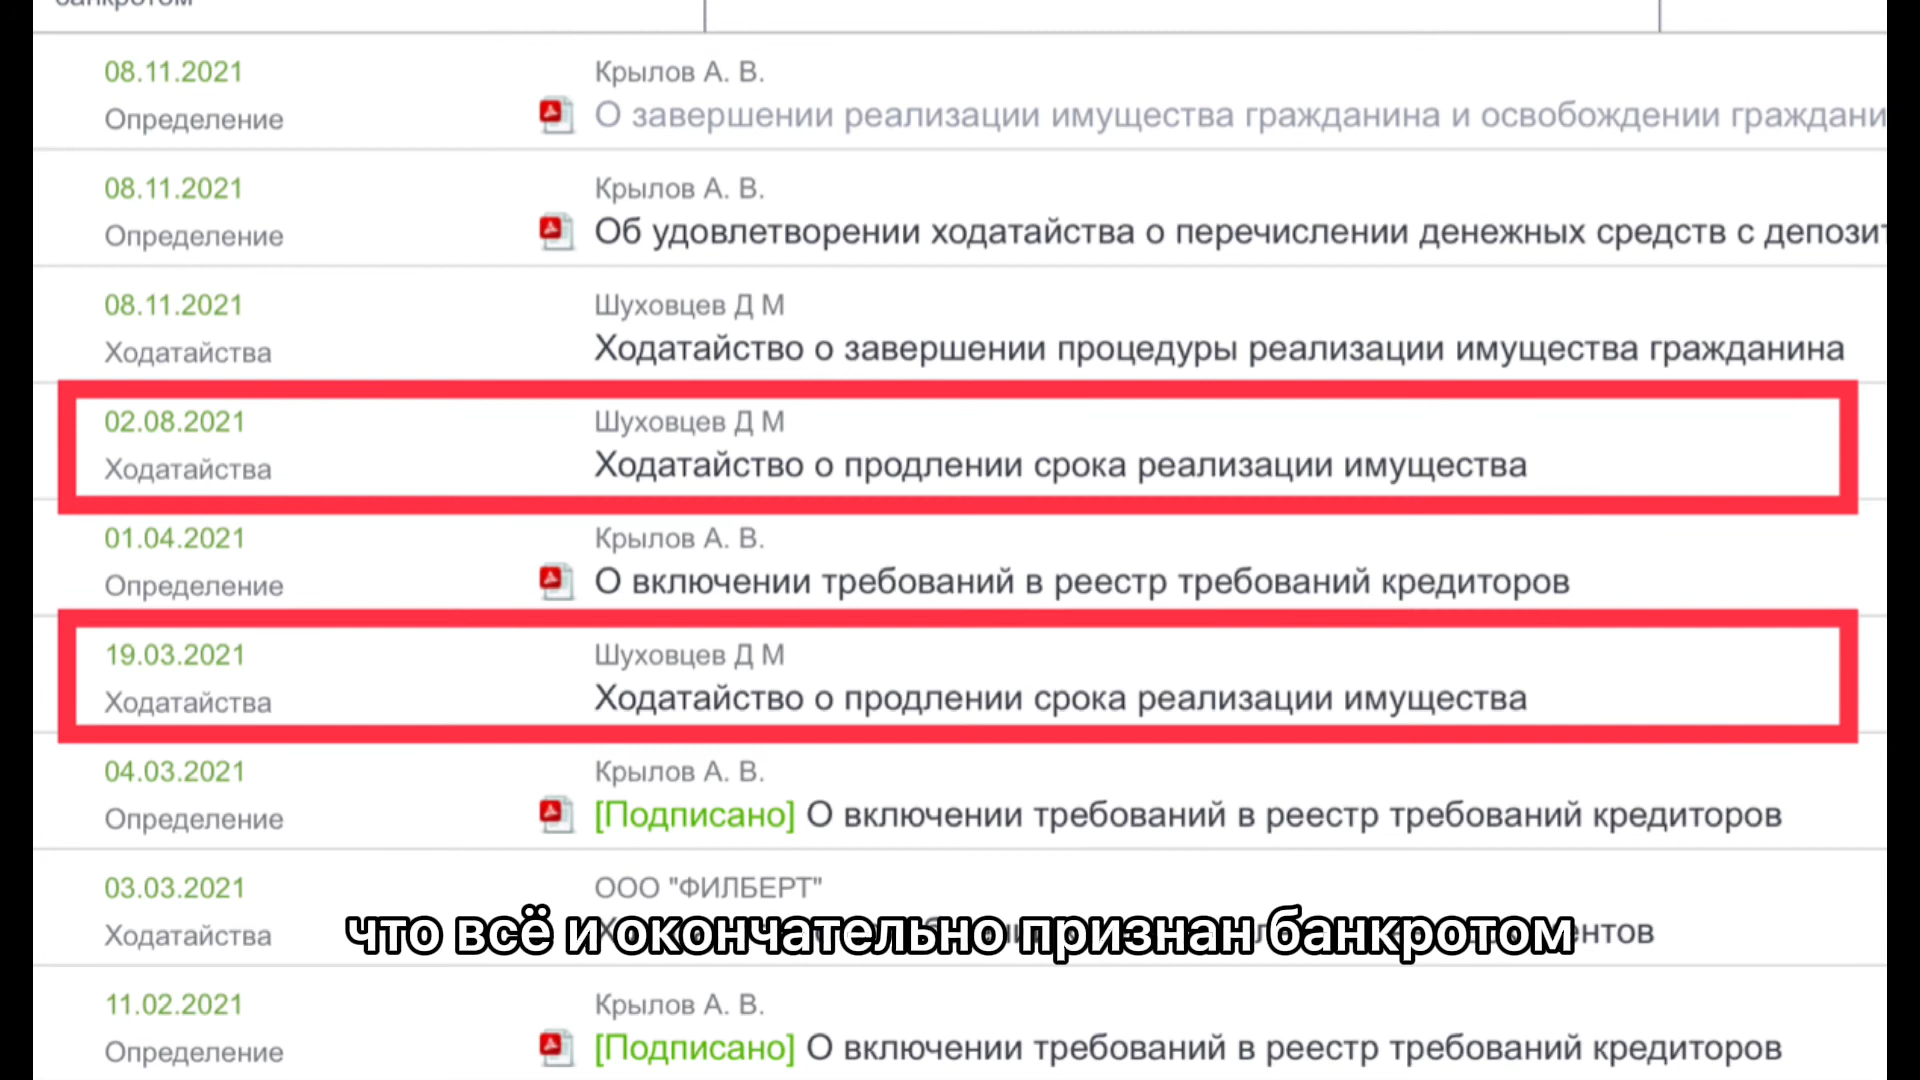 банкротом
08.11.2021 Крылов А. В.
Определение О завершении реализации имущества гражданина и освобождении граждани
08.11.2021 Крылов А. В.
Определение Об удовлетворении ходатайства о перечислении денежных средств с депозит
08.11.2021 Шуховцев Д М
Ходатайства Ходатайство о завершении процедуры реализации имущества гражданина
02.08.2021 Шуховцев Д М
Ходатайства Ходатайство о продлении срока реализации имущества
01.04.2021 Крылов А. В.
Определение О включении требований в реестр требований кредиторов
19.03.2021 Шуховцев Д М
Ходатайства Ходатайство о продлении срока реализации имущества
04.03.2021 Крылов А. В.
Определение [Подписано] О включении требований в реестр требований кредиторов
03.03.2021 ООО "ФИЛБЕРТ"
Ходатайства
что всё и окончательно признан банкротом
11.02.2021 Крылов А. В.
Определение [Подписано] О включении требований в реестр требований кредиторов